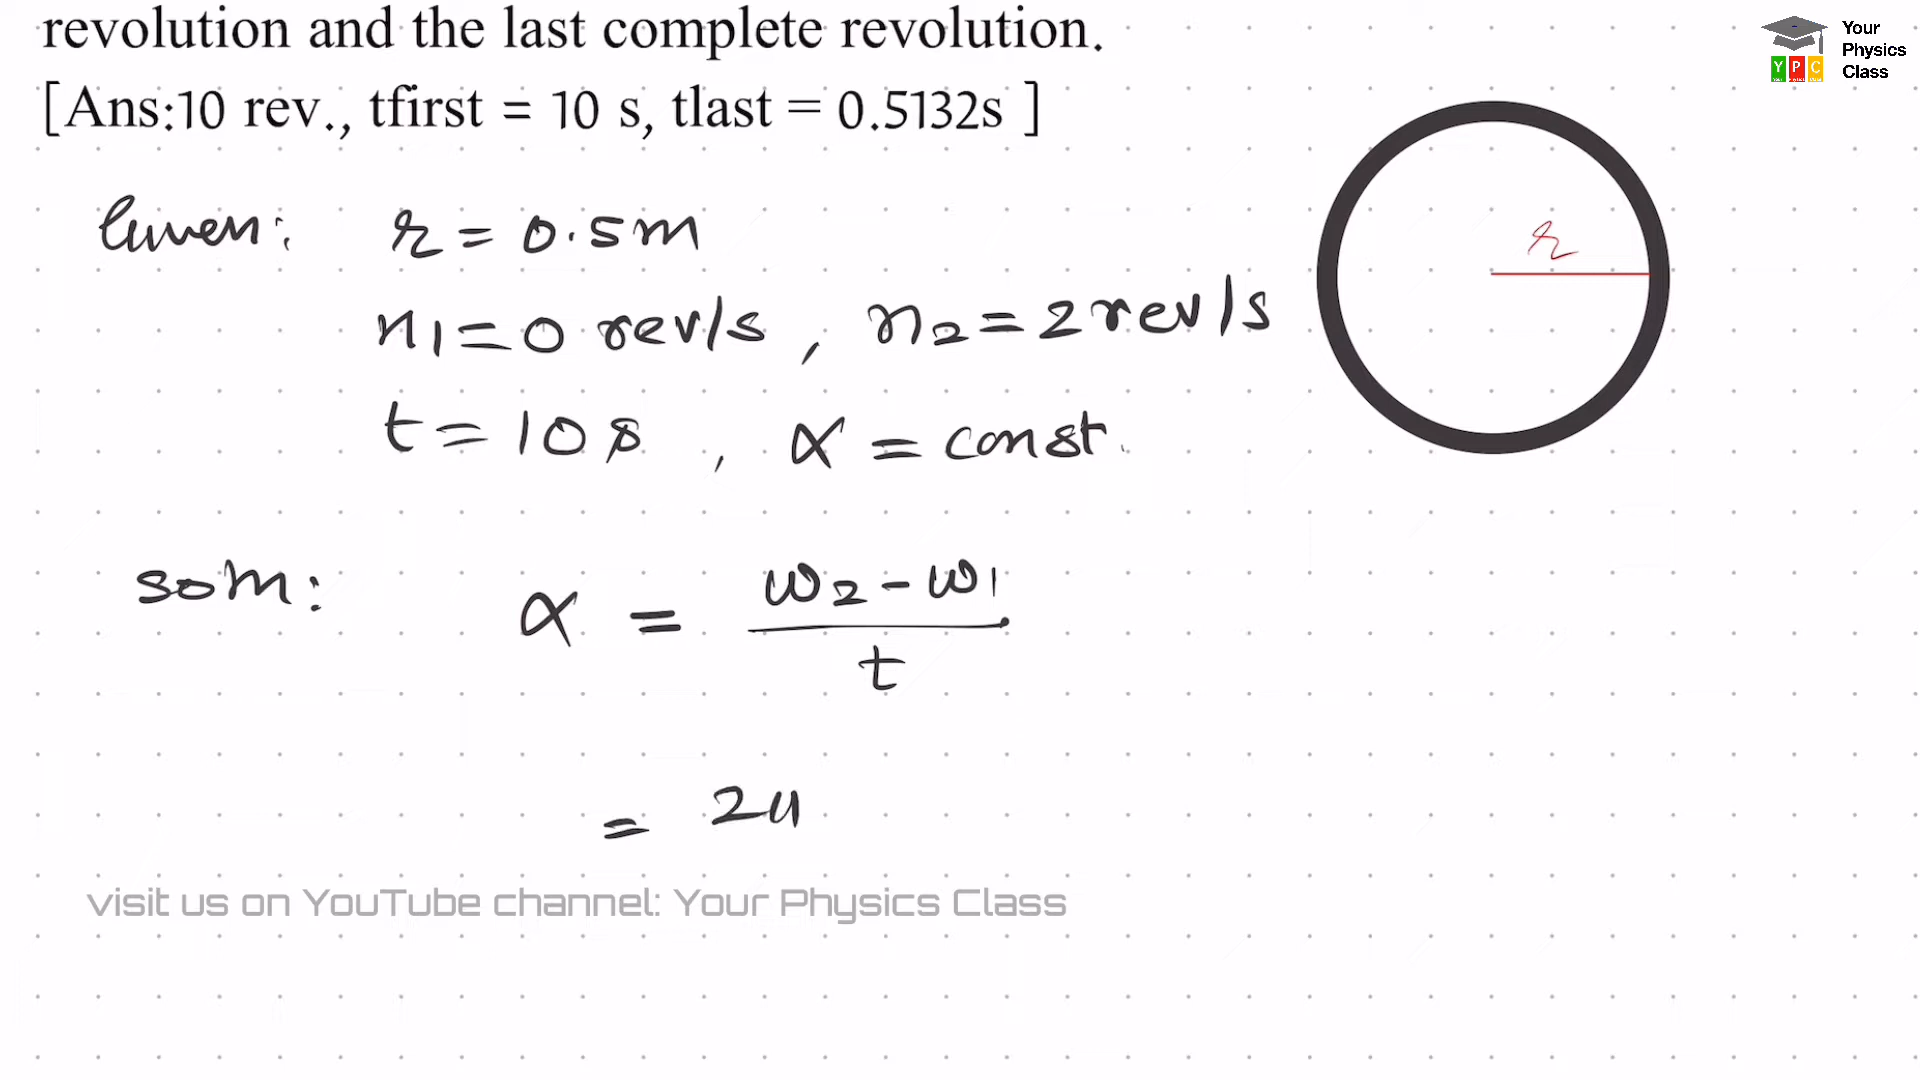 revolution and the last complete revolution.
[Ans:10 rev., tfirst = 10 s, tlast = 0.5132s ]
Your
Physics
Class
Y P C
Given: r = 0.5m
r
n1 = 0 rev/s , n2 = 2 rev/s
t = 10 s , α = const.
soln: α = ω2 - ω1
t
= 2
visit us on YouTube channel: Your Physics Class